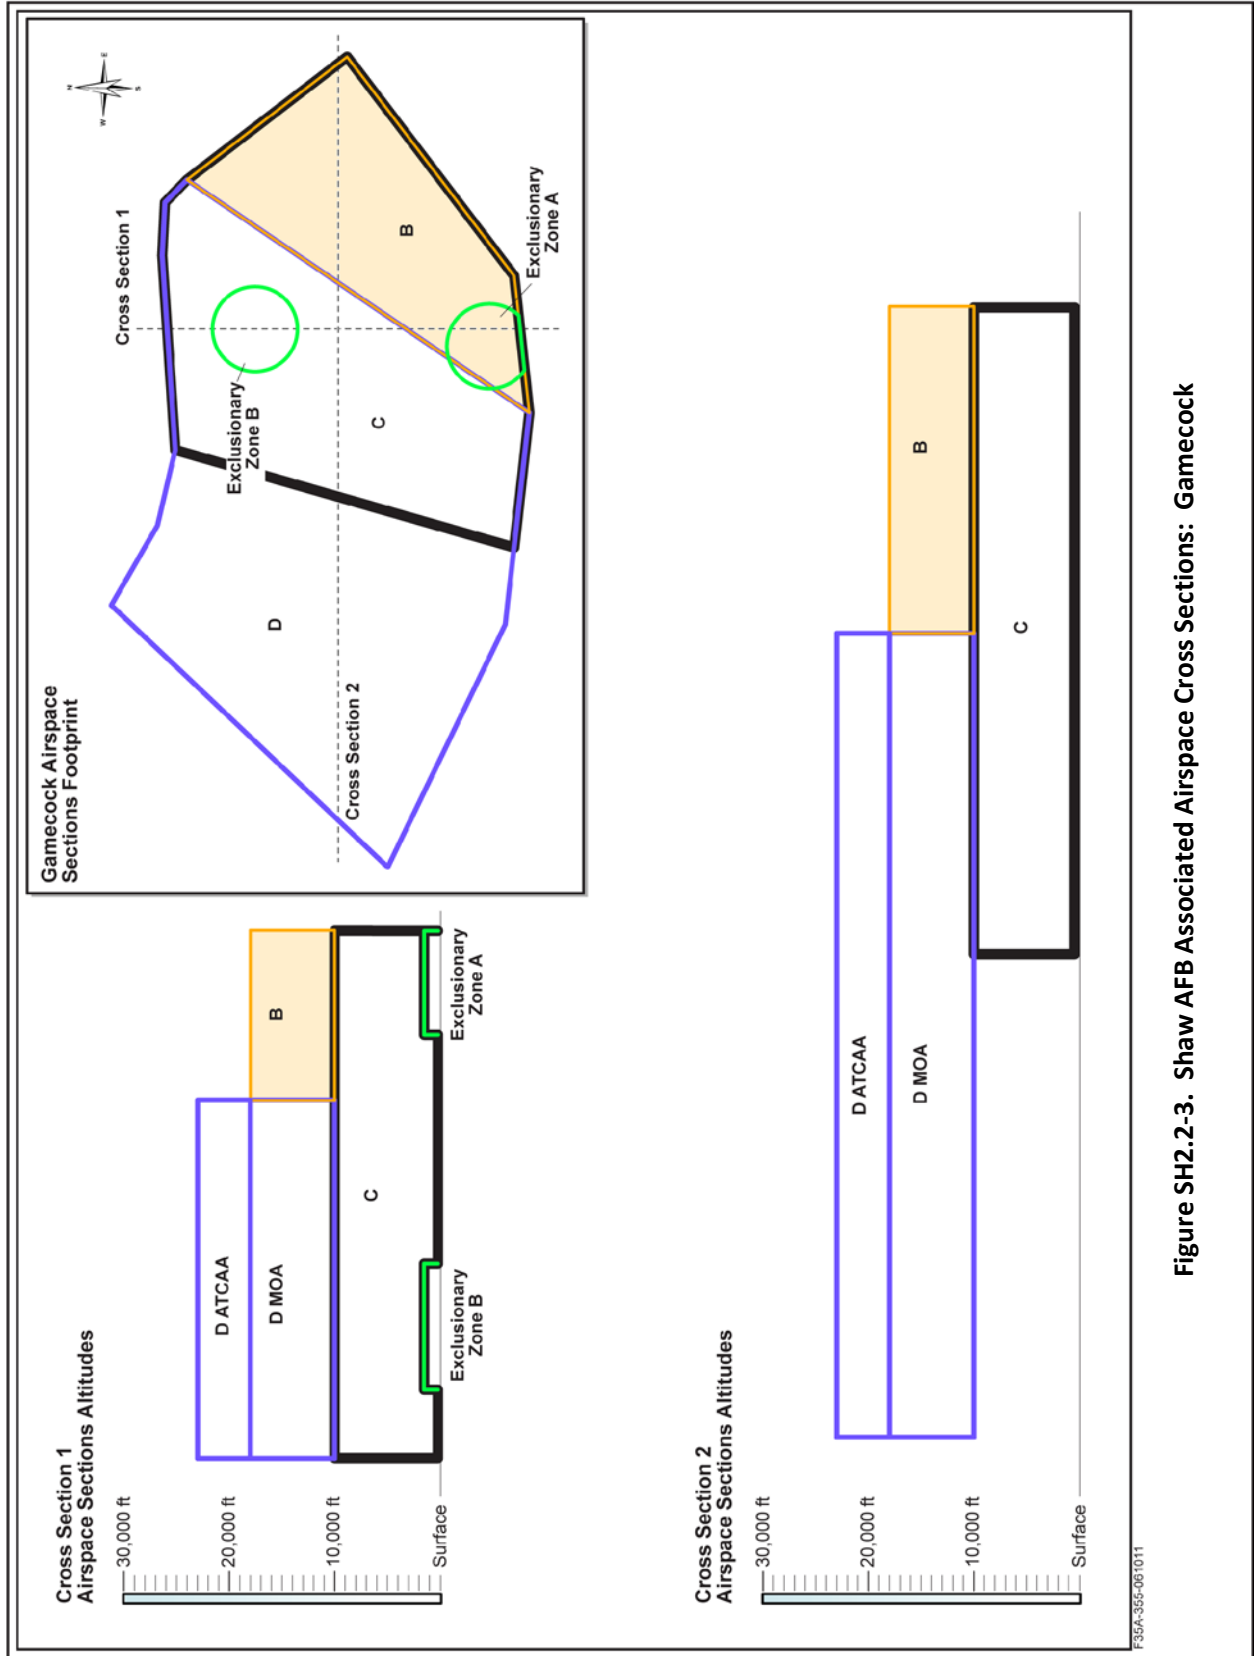 Cross Section 1
Airspace Sections Altitudes
30,000 ft
20,000 ft
10,000 ft
Surface
D ATCAA
D MOA
B
C
Exclusionary
Zone B
Exclusionary
Zone A
Gamecock Airspace
Sections Footprint
N
W
E
S
Cross Section 1
Cross Section 2
Exclusionary
Zone B
Exclusionary
Zone A
D
C
B
Cross Section 2
Airspace Sections Altitudes
30,000 ft
20,000 ft
10,000 ft
Surface
D ATCAA
D MOA
B
C
F35A-355-061011
Figure SH2.2-3. Shaw AFB Associated Airspace Cross Sections: Gamecock